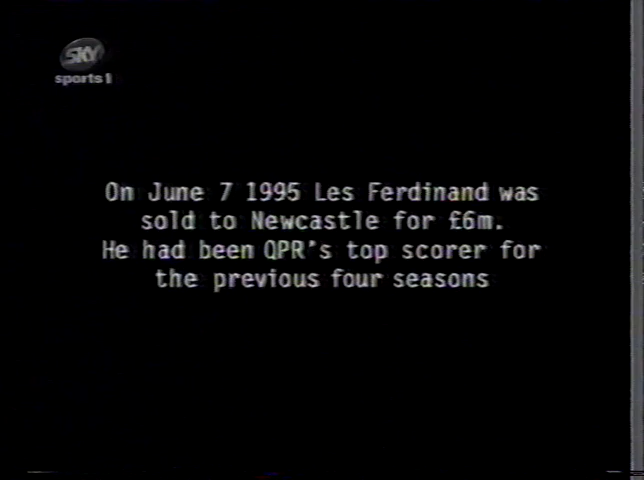 SKY
sports 1
On June 7 1995 Les Ferdinand was
sold to Newcastle for £6m.
He had been QPR's top scorer for
the previous four seasons